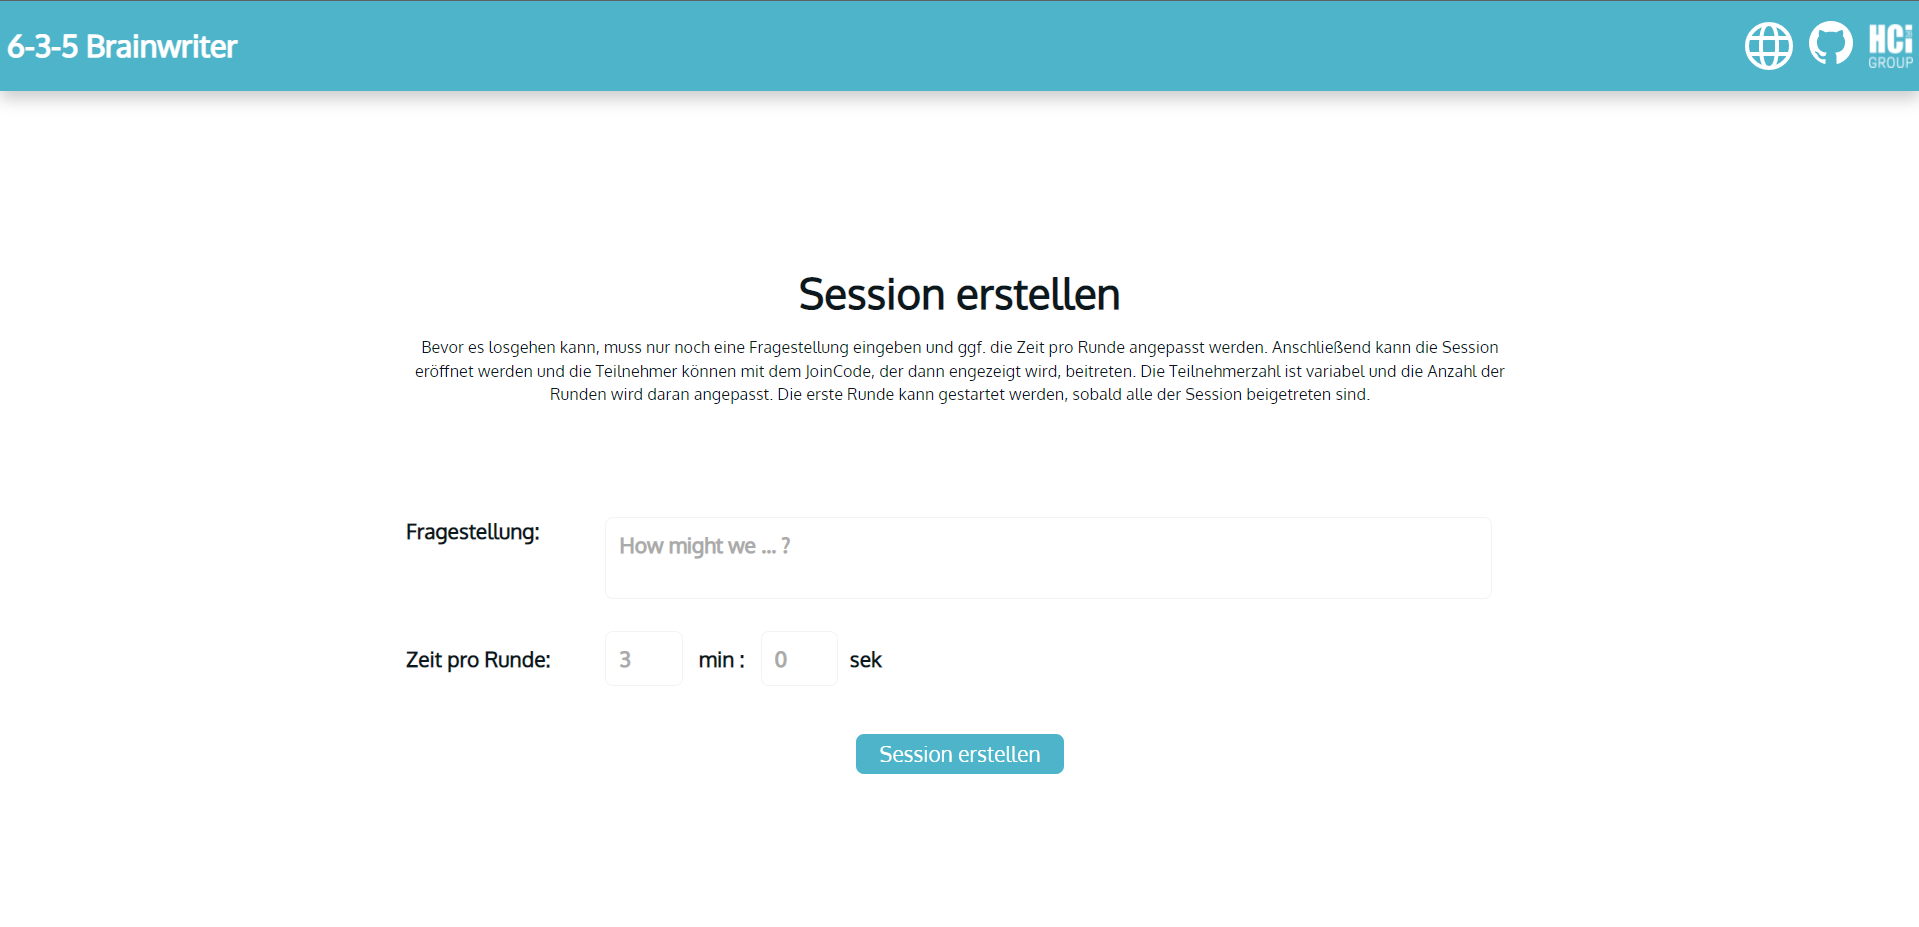 6-3-5 Brainwriter
HCi
GROUP
Session erstellen
Bevor es losgehen kann, muss nur noch eine Fragestellung eingeben und ggf. die Zeit pro Runde angepasst werden. Anschließend kann die Session
eröffnet werden und die Teilnehmer können mit dem JoinCode, der dann engezeigt wird, beitreten. Die Teilnehmerzahl ist variabel und die Anzahl der
Runden wird daran angepasst. Die erste Runde kann gestartet werden, sobald alle der Session beigetreten sind.
Fragestellung:
How might we ... ?
Zeit pro Runde: 3 min : 0 sek
Session erstellen